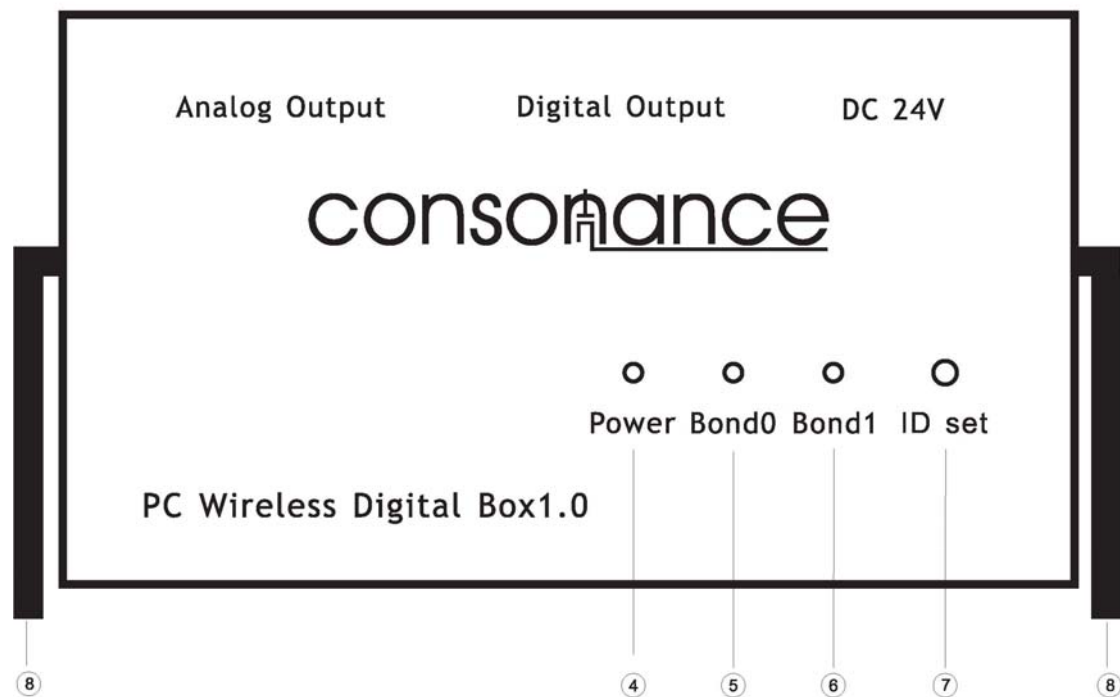 Analog Output Digital Output DC 24V
consonance
Power Bond0 Bond1 ID set
PC Wireless Digital Box1.0
⑧ ④ ⑤ ⑥ ⑦ ⑧